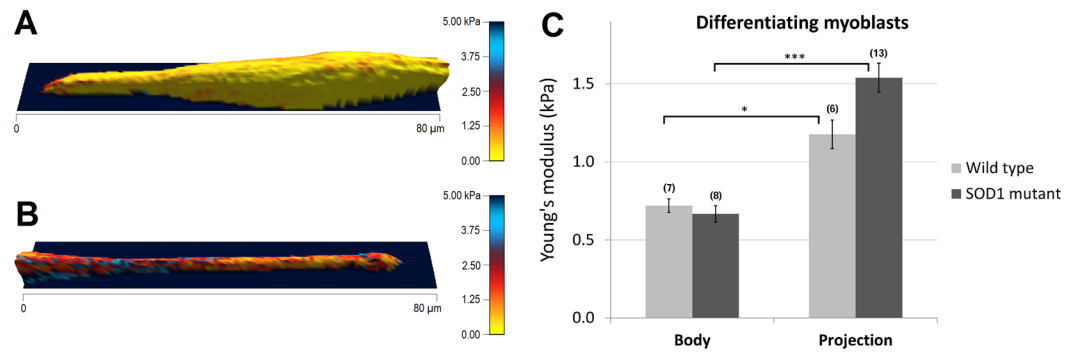 A
5.00 kPa
3.75
2.50
1.25
0.00
0
80 µm
B
5.00 kPa
3.75
2.50
1.25
0.00
0
80 µm
C
Differentiating myoblasts
Young's modulus (kPa)
1.5
1.0
0.5
0.0
(7)
(8)
(6)
(13)
*
***
Body
Projection
Wild type
SOD1 mutant